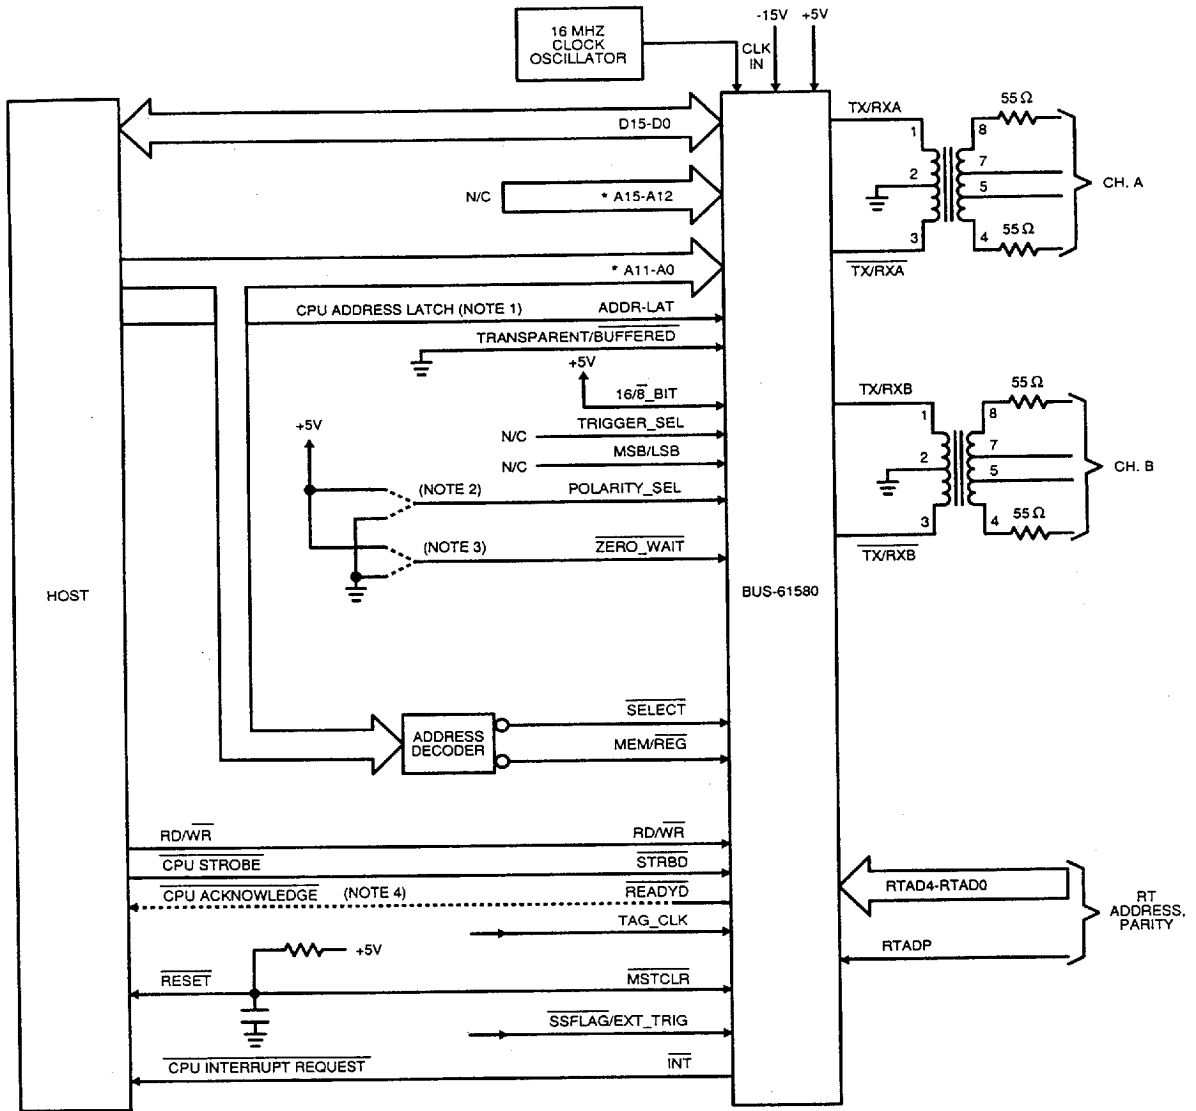 16 MHZ
CLOCK
OSCILLATOR
-15V
+5V
CLK
IN
TX/RXA
55Ω
D15-D0
1
8
7
2
5
CH. A
N/C
* A15-A12
55Ω
3
4
* A11-A0
TX/RXA
CPU ADDRESS LATCH (NOTE 1)
ADDR-LAT
TRANSPARENT/BUFFERED
+5V
16/8_BIT
TX/RXB
55Ω
1
8
+5V
N/C
TRIGGER_SEL
N/C
MSB/LSB
7
2
5
CH. B
(NOTE 2)
POLARITY_SEL
55Ω
3
4
(NOTE 3)
ZERO_WAIT
TX/RXB
HOST
BUS-61580
SELECT
ADDRESS
DECODER
MEM/REG
RD/WR
RD/WR
CPU STROBE
STRBD
CPU ACKNOWLEDGE
(NOTE 4)
READYD
RTAD4-RTAD0
RT
ADDRESS,
PARITY
TAG_CLK
RTADP
+5V
RESET
MSTCLR
SSFLAG/EXT_TRIG
CPU INTERRUPT REQUEST
INT